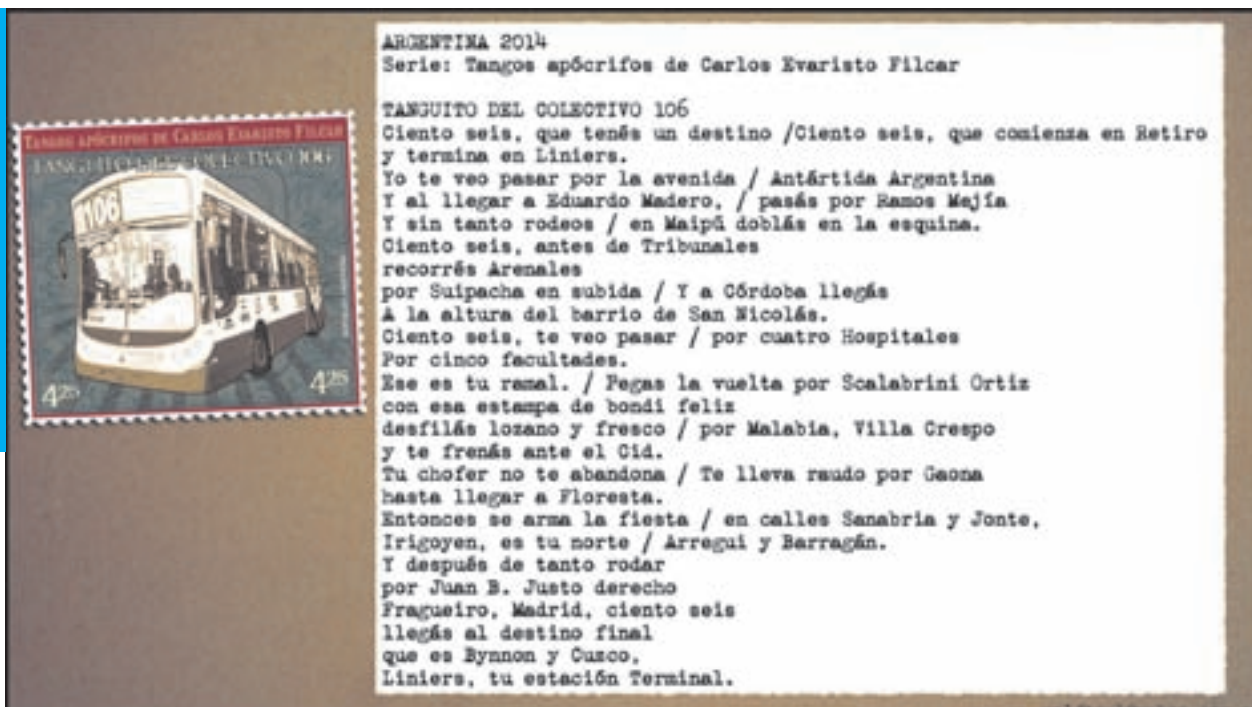 TANGOS APÓCRIFOS DE CARLOS EVARISTO FILCAR
TANGUITO DEL COLECTIVO 106
106
4,25
4,25
ARGENTINA 2014
Serie: Tangos apócrifos de Carlos Evaristo Filcar
TANGUITO DEL COLECTIVO 106
Ciento seis, que tenés un destino /Ciento seis, que comienza en Retiro
y termina en Liniers.
Yo te veo pasar por la avenida / Antártida Argentina
Y al llegar a Eduardo Madero, / pasás por Ramos Mejía
Y sin tanto rodeos / en Maipú doblás en la esquina.
Ciento seis, antes de Tribunales
recorrés Arenales
por Suipacha en subida / Y a Córdoba llegás
A la altura del barrio de San Nicolás.
Ciento seis, te veo pasar / por cuatro Hospitales
Por cinco facultades.
Ese es tu ramal. / Pegas la vuelta por Scalabrini Ortiz
con esa estampa de bondi feliz
desfilás lozano y fresco / por Malabia, Villa Crespo
y te frenás ante el Cid.
Tu chofer no te abandona / Te lleva raudo por Gaona
hasta llegar a Floresta.
Entonces se arma la fiesta / en calles Sanabria y Jonte,
Irigoyen, es tu norte / Arregui y Barragán.
Y después de tanto rodar
por Juan B. Justo derecho
Fragueiro, Madrid, ciento seis
llegás al destino final
que es Bynnon y Cuzco,
Liniers, tu estación Terminal.